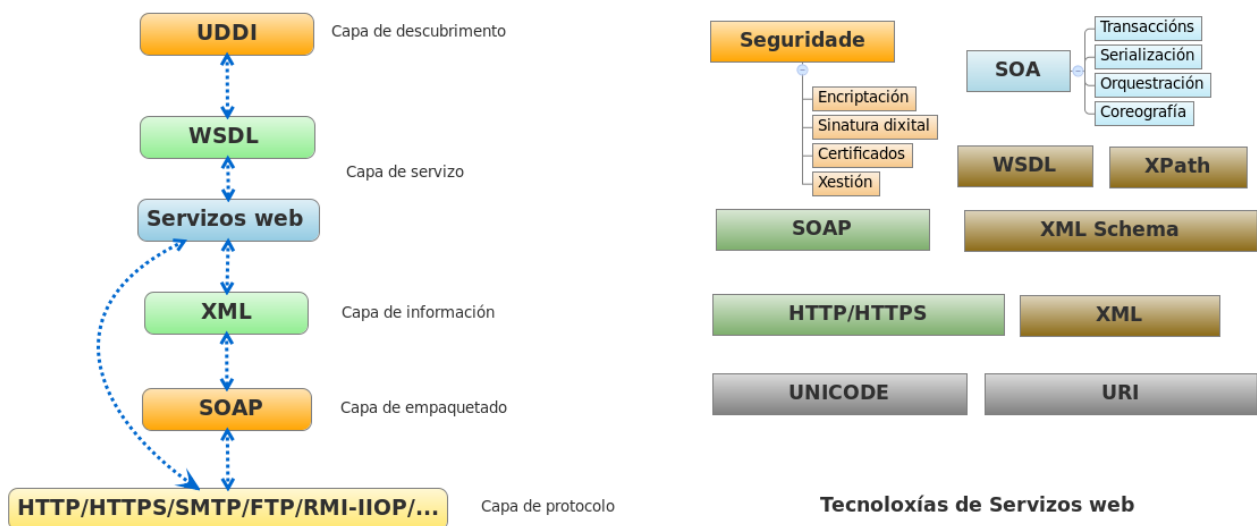 UDDI
Capa de descubrimento
WSDL
Capa de servizo
Servizos web
XML
Capa de información
SOAP
Capa de empaquetado
HTTP/HTTPS/SMTP/FTP/RMI-IIOP/...
Capa de protocolo
Seguridade
Encriptación
Sinatura dixital
Certificados
Xestión
SOA
Transaccións
Serialización
Orquestración
Coreografía
WSDL
XPath
SOAP
XML Schema
HTTP/HTTPS
XML
UNICODE
URI
Tecnoloxías de Servizos web